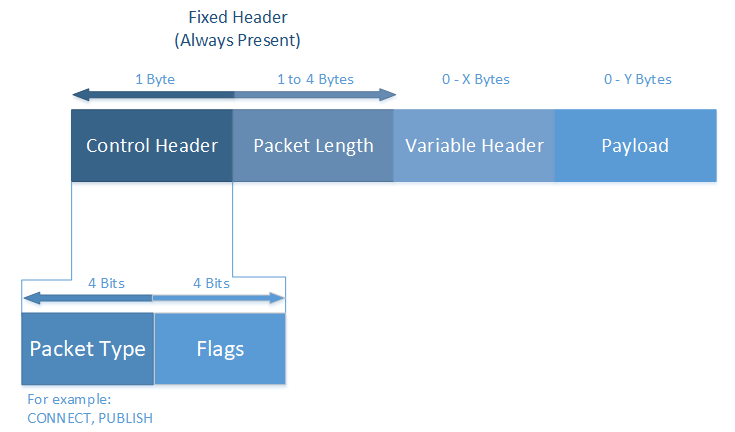 Fixed Header
(Always Present)
1 Byte
1 to 4 Bytes
0 - X Bytes
0 - Y Bytes
Control Header
Packet Length
Variable Header
Payload
4 Bits
4 Bits
Packet Type
Flags
For example:
CONNECT, PUBLISH